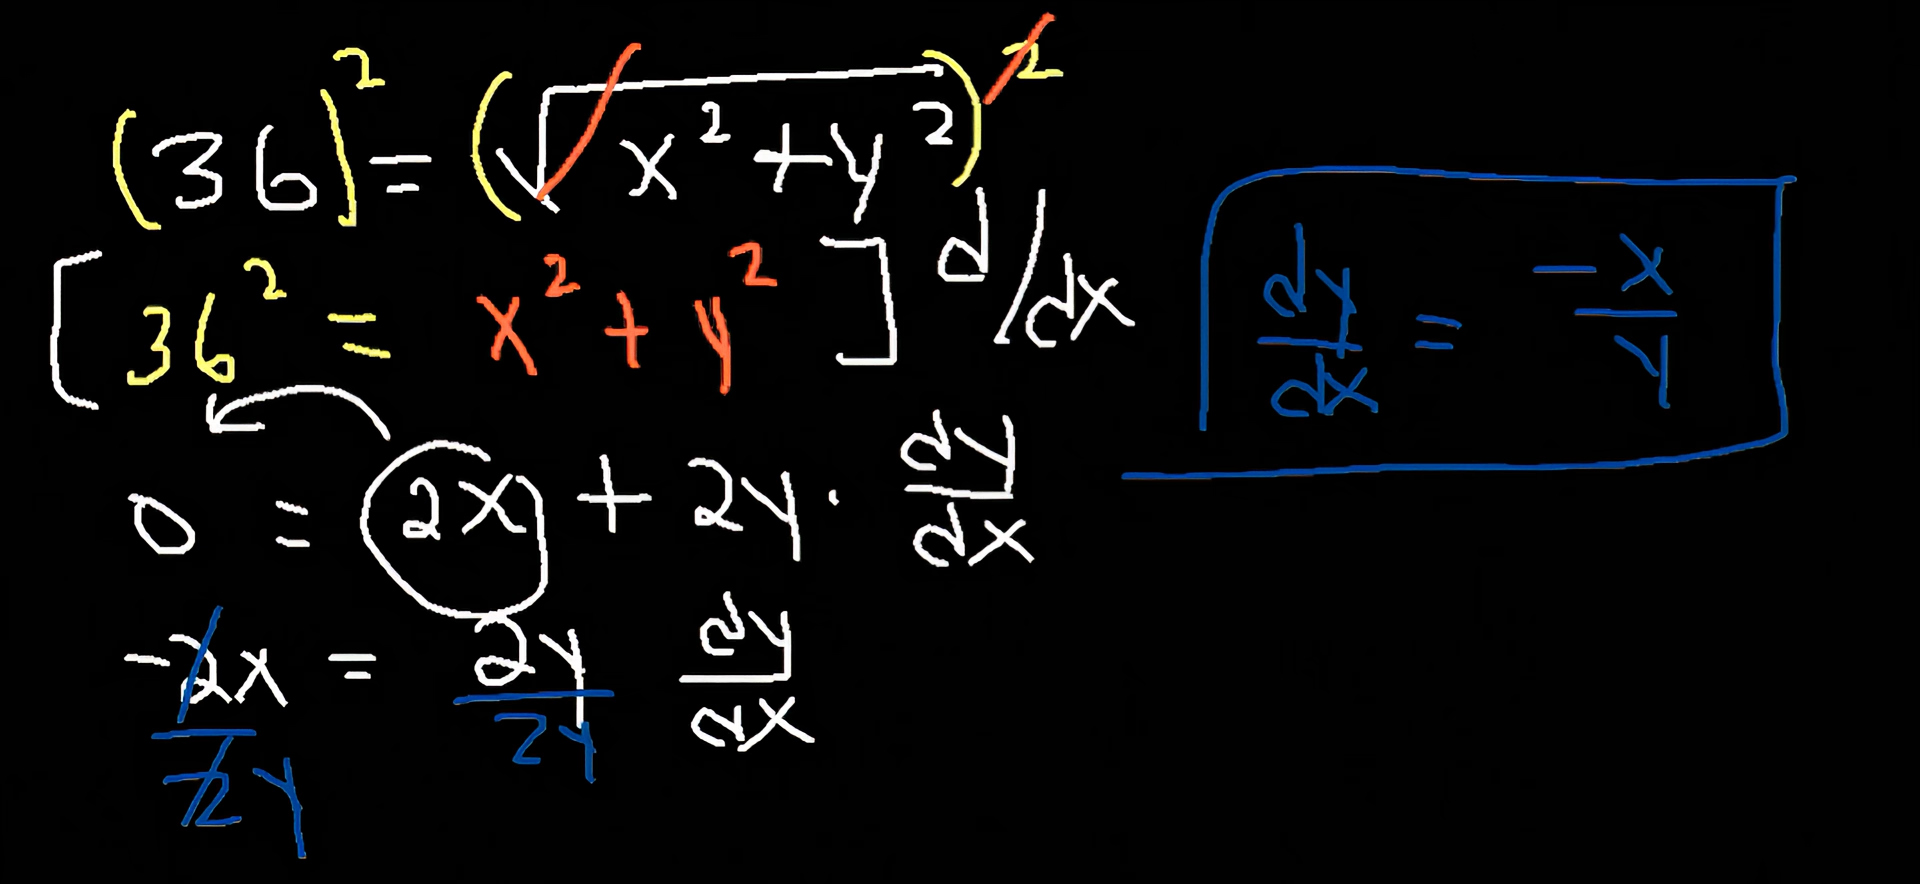 (36)² = (√x² + y²)²
[36² = x² + y²] d/dx
0 = 2x + 2y · dy/dx
-2x/2y = 2y/2y dy/dx
dy/dx = -x/y